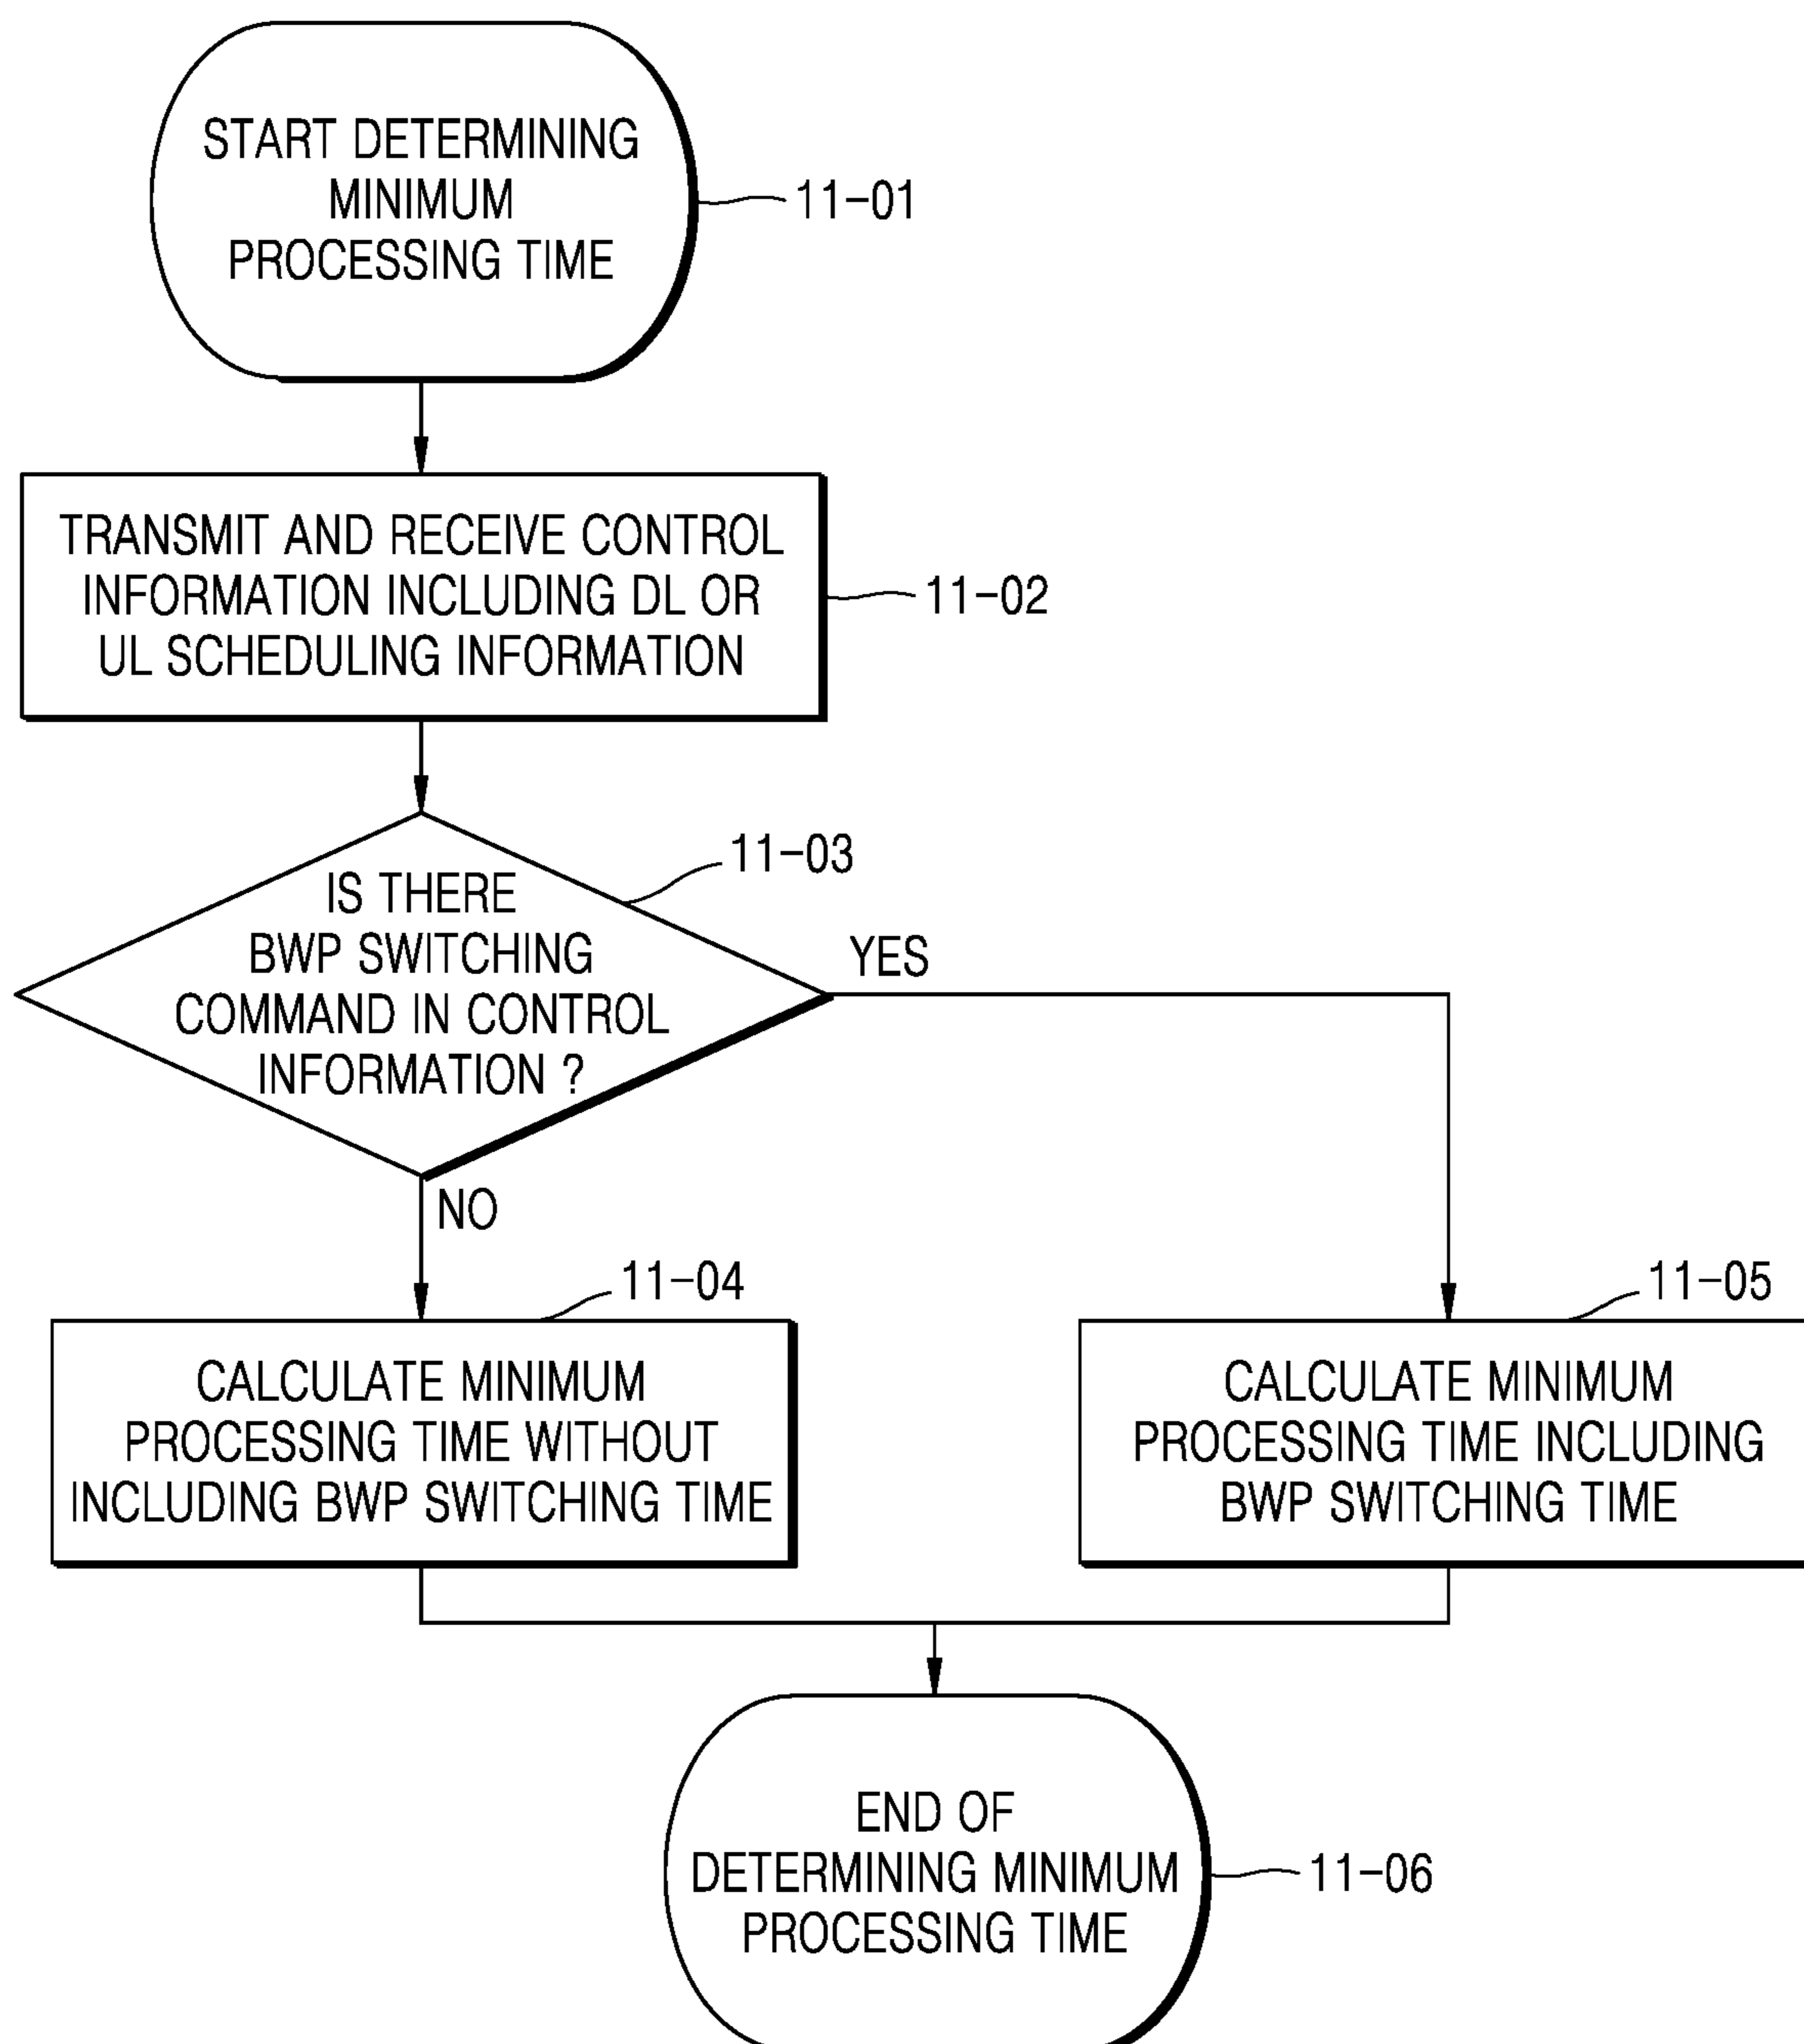 START DETERMINING
MINIMUM
PROCESSING TIME
11-01
TRANSMIT AND RECEIVE CONTROL
INFORMATION INCLUDING DL OR
UL SCHEDULING INFORMATION
11-02
11-03
IS THERE
BWP SWITCHING
COMMAND IN CONTROL
INFORMATION ?
YES
NO
11-04
CALCULATE MINIMUM
PROCESSING TIME WITHOUT
INCLUDING BWP SWITCHING TIME
11-05
CALCULATE MINIMUM
PROCESSING TIME INCLUDING
BWP SWITCHING TIME
END OF
DETERMINING MINIMUM
PROCESSING TIME
11-06